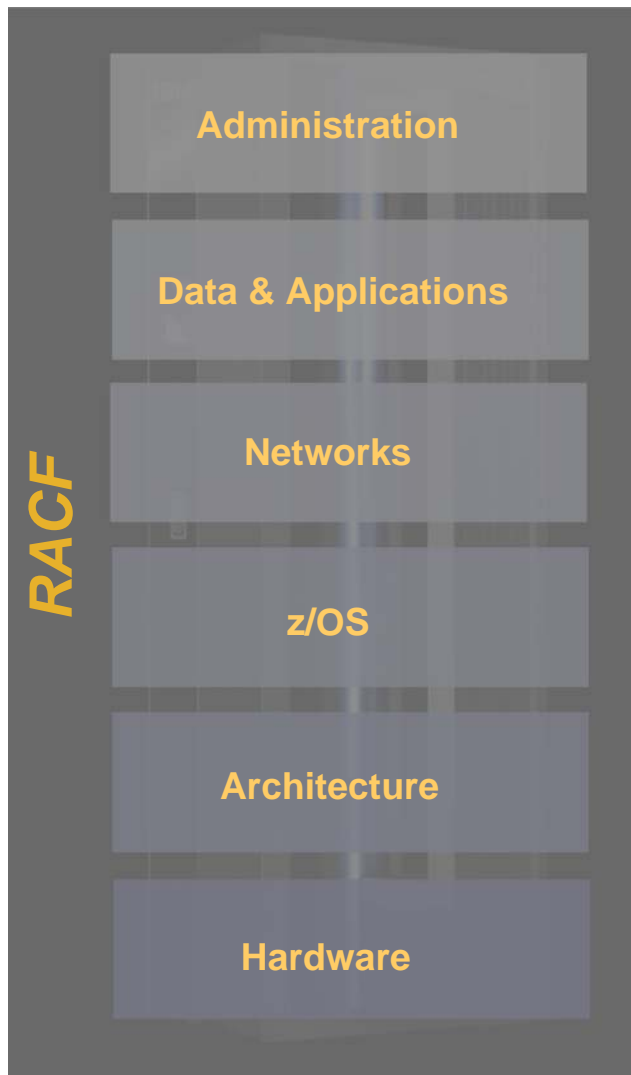 Administration
Data & Applications
Networks
RACF
z/OS
Architecture
Hardware